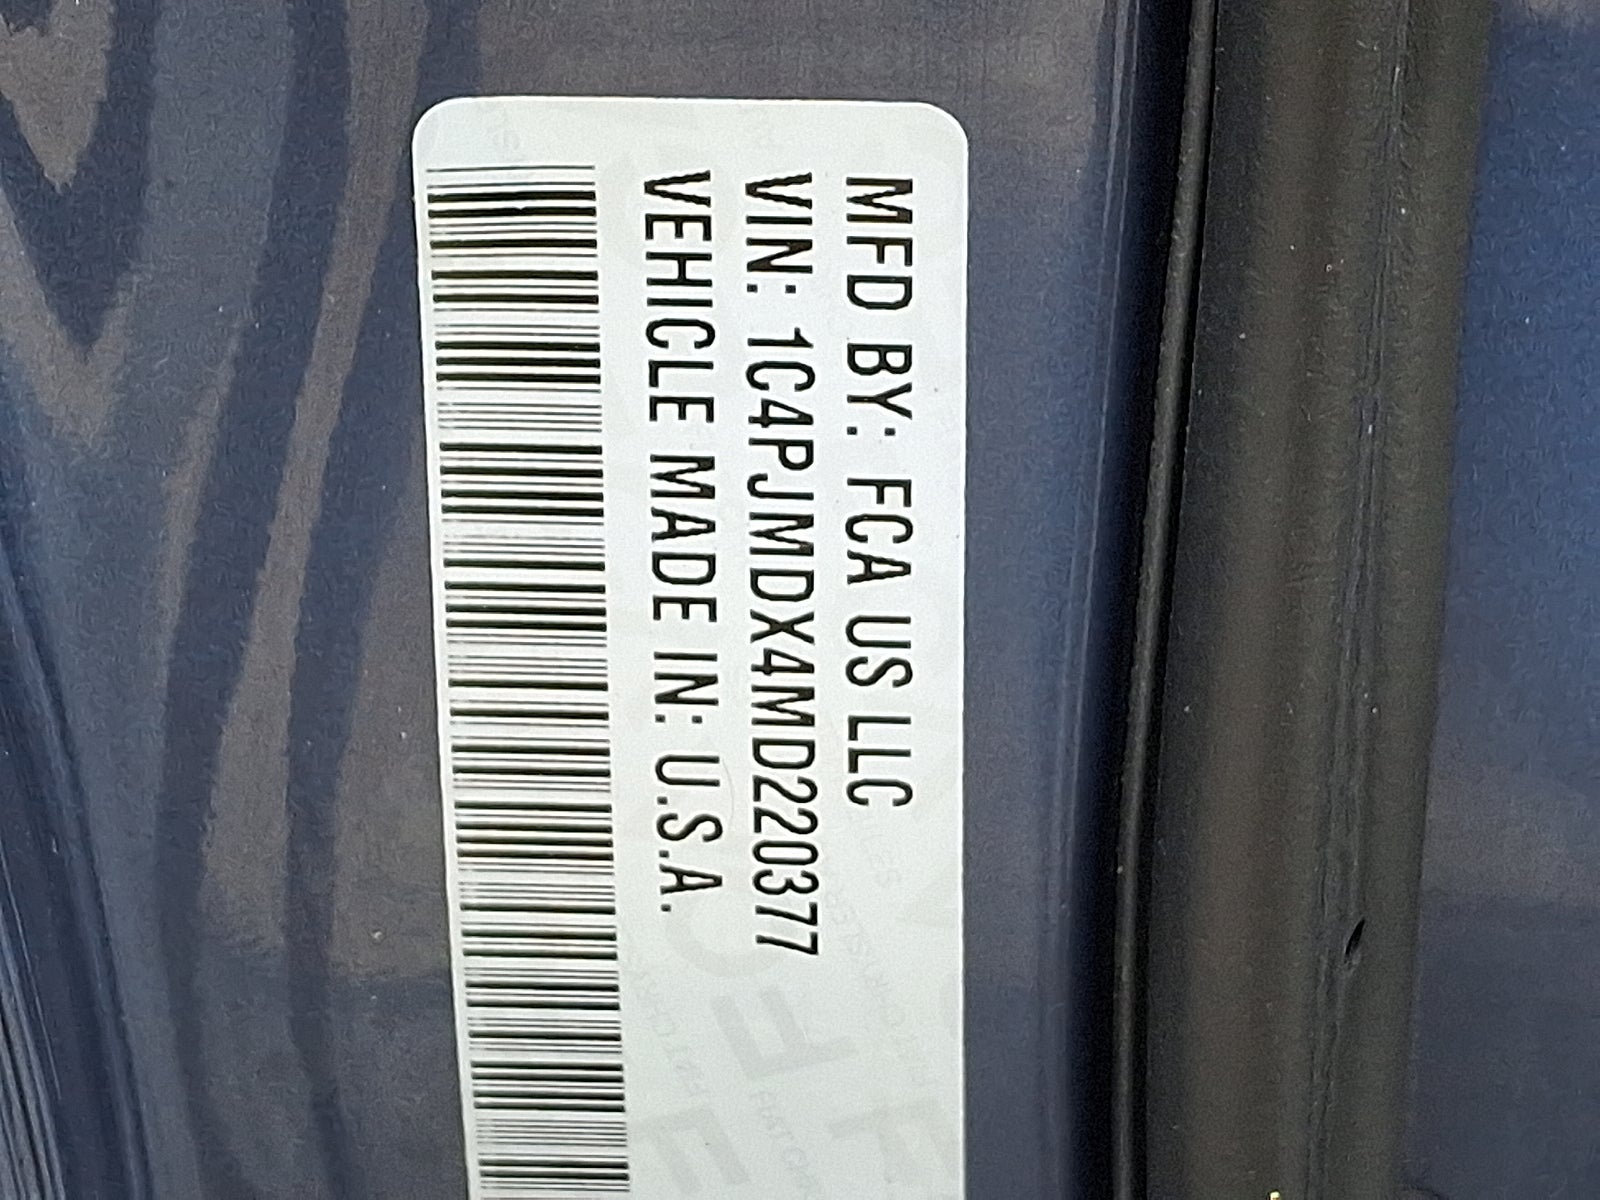 MFD BY: FCA US LLC
VIN: 1C4PJMDX4MD220377
VEHICLE MADE IN: U.S.A.